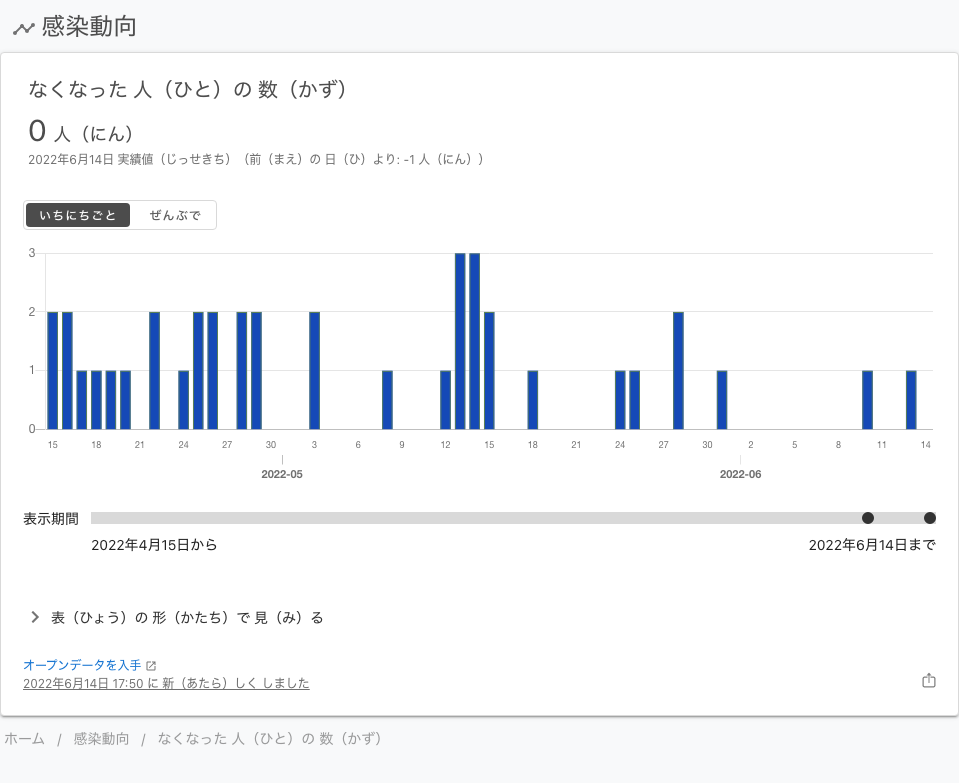 感染動向
なくなった 人（ひと）の 数（かず）
0 人（にん）
2022年6月14日 実績値（じっせきち）（前（まえ）の 日（ひ）より: -1 人（にん））
いちにちごと ぜんぶで
3
2
1
0
15 18 21 24 27 30 3 6 9 12 15 18 21 24 27 30 2 5 8 11 14
2022-05 2022-06
表示期間
2022年4月15日から 2022年6月14日まで
表（ひょう）の 形（かたち）で 見（み）る
オープンデータを入手
2022年6月14日 17:50 に 新（あたら）しく しました
ホーム / 感染動向 / なくなった 人（ひと）の 数（かず）